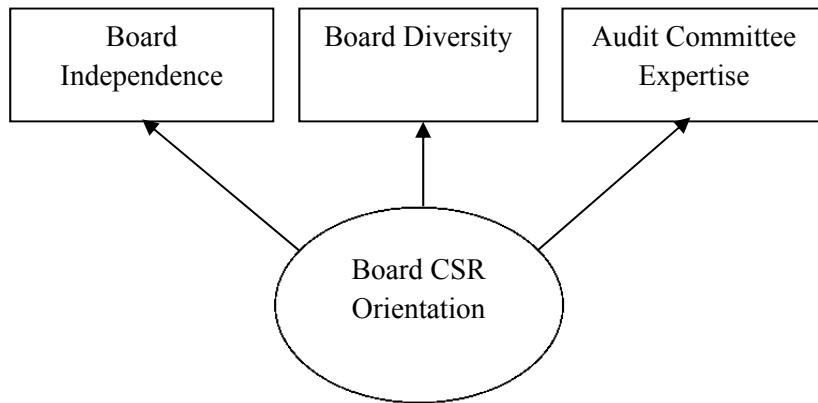 Board
Independence
Board Diversity
Audit Committee
Expertise
Board CSR
Orientation